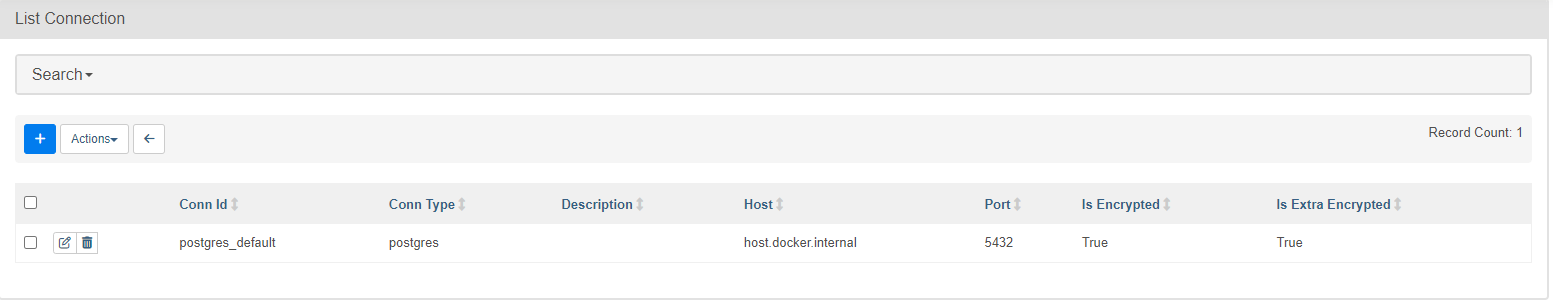 List Connection
Search
Actions
Record Count: 1
Conn Id Conn Type Description Host Port Is Encrypted Is Extra Encrypted
postgres_default postgres host.docker.internal 5432 True True